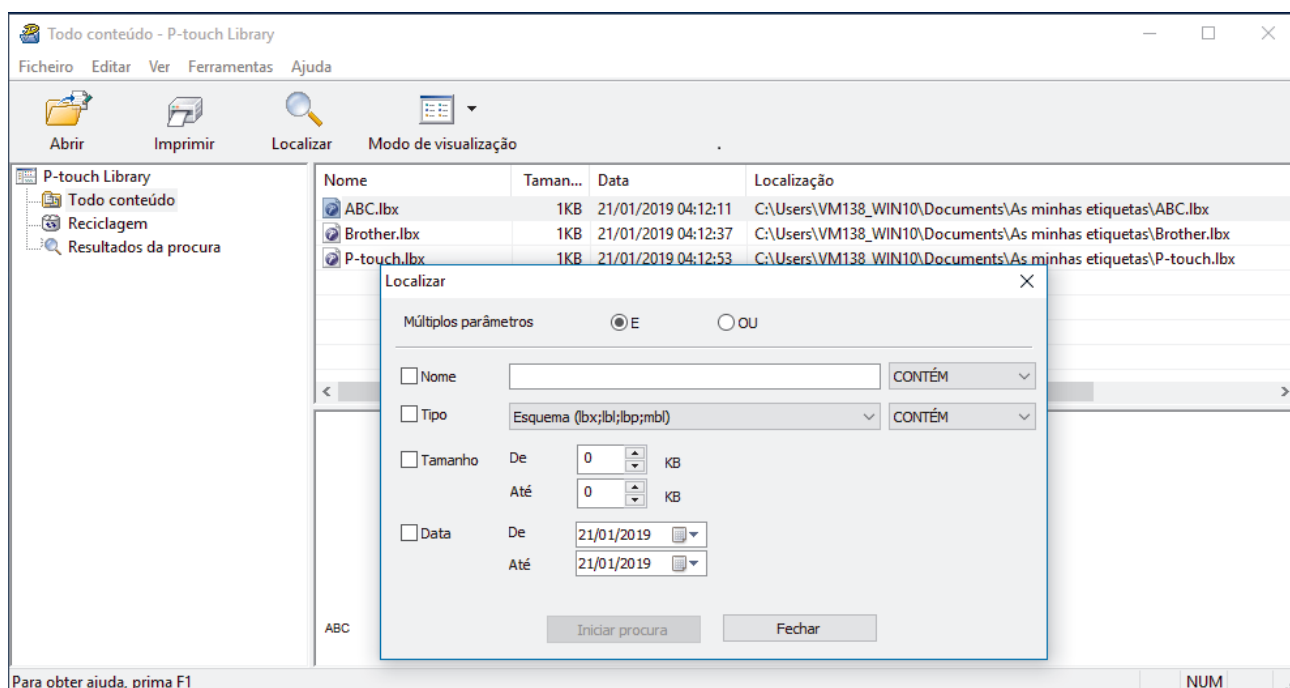 Todo conteúdo - P-touch Library
Ficheiro Editar Ver Ferramentas Ajuda
Abrir Imprimir Localizar Modo de visualização
P-touch Library
Todo conteúdo
Reciclagem
Resultados da procura
Nome Taman... Data Localização
ABC.lbx 1KB 21/01/2019 04:12:11 C:\Users\VM138_WIN10\Documents\As minhas etiquetas\ABC.lbx
Brother.lbx 1KB 21/01/2019 04:12:37 C:\Users\VM138_WIN10\Documents\As minhas etiquetas\Brother.lbx
P-touch.lbx 1KB 21/01/2019 04:12:53 C:\Users\VM138_WIN10\Documents\As minhas etiquetas\P-touch.lbx
Localizar
Múltiplos parâmetros E OU
Nome CONTÉM
Tipo Esquema (lbx;lbl;lbp;mbl) CONTÉM
Tamanho De 0 KB
Até 0 KB
Data De 21/01/2019
Até 21/01/2019
Iniciar procura Fechar
ABC
Para obter ajuda, prima F1 NUM